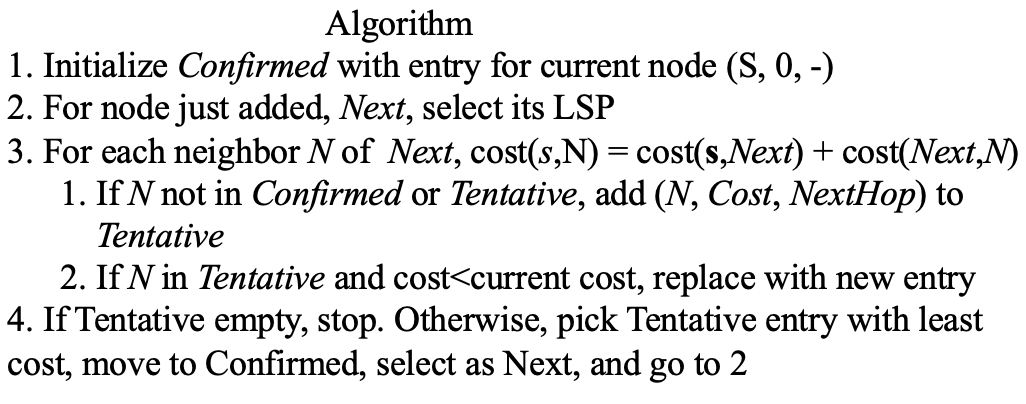 Algorithm
1. Initialize Confirmed with entry for current node (S, 0, -)
2. For node just added, Next, select its LSP
3. For each neighbor N of Next, cost(s,N) = cost(s,Next) + cost(Next,N)
1. If N not in Confirmed or Tentative, add (N, Cost, NextHop) to
Tentative
2. If N in Tentative and cost<current cost, replace with new entry
4. If Tentative empty, stop. Otherwise, pick Tentative entry with least
cost, move to Confirmed, select as Next, and go to 2